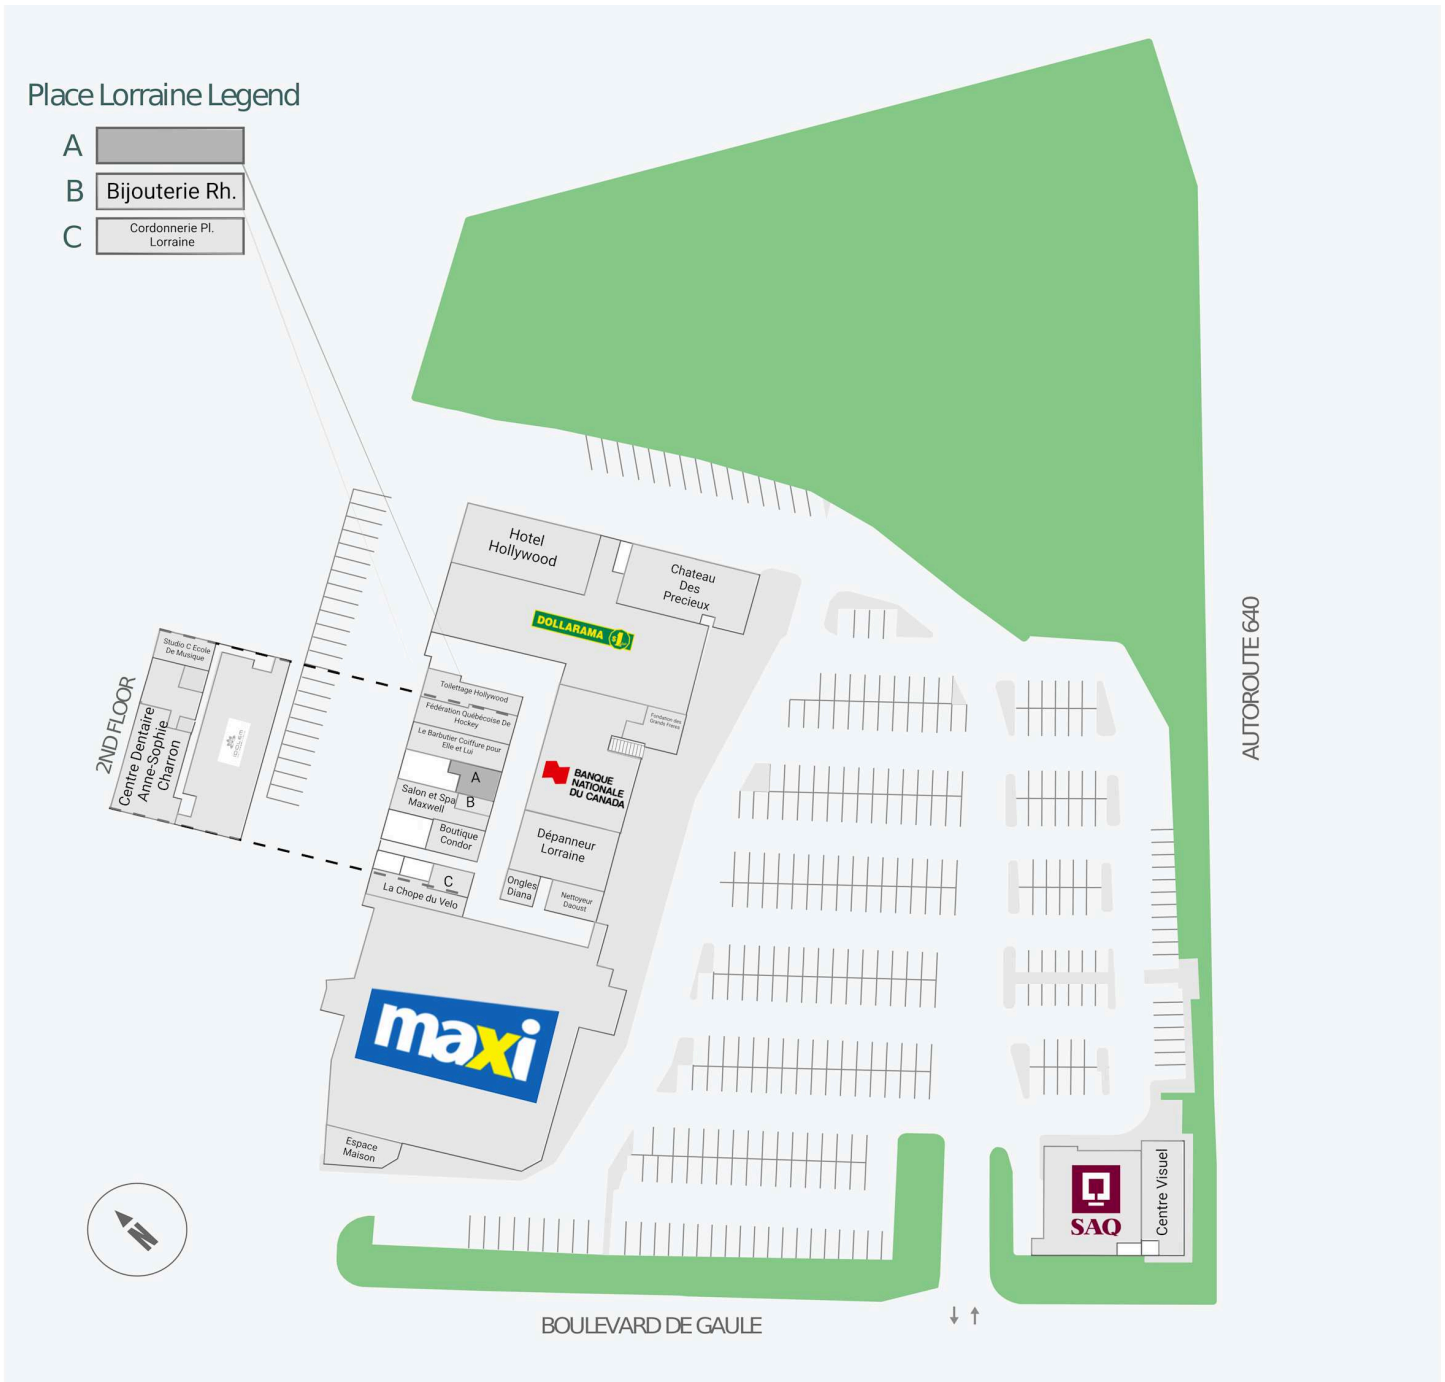 Place Lorraine Legend
A
B
Bijouterie Rh.
C
Cordonnerie Pl.
Lorraine
Hotel
Hollywood
Chateau
Des
Precieux
DOLLARAMA
Studio C Ecole
De Musique
2ND FLOOR
Centre Dentaire
Anne-Sophie
Charron
Toilettage Hollywood
Fédération Québécoise De
Hockey
Le Barbutier Coiffure pour
Elle et Lui
A
B
Salon et Spa
Maxwell
Boutique
Condor
C
La Chope du Velo
Fondation des
Grands Freres
BANQUE
NATIONALE
DU CANADA
Dépanneur
Lorraine
Ongles
Diana
Nettoyeur
Daoust
maxi
Espace
Maison
N
SAQ
Centre Visuel
AUTOROUTE 640
BOULEVARD DE GAULE